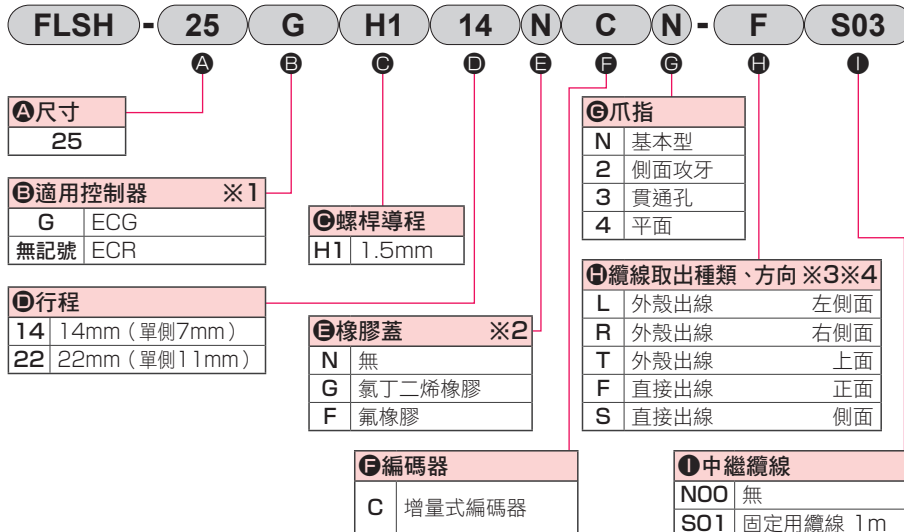 FLSH - 25 G H1 14 N C N - F S03
A B C D E F G H I
A尺寸
25
B適用控制器 ※1
G ECG
無記號 ECR
C螺桿導程
H1 1.5mm
D行程
14 14mm（單側7mm）
22 22mm（單側11mm）
E橡膠蓋 ※2
N 無
G 氯丁二烯橡膠
F 氟橡膠
F編碼器
C 增量式編碼器
G爪指
N 基本型
2 側面攻牙
3 貫通孔
4 平面
H纜線取出種類、方向 ※3※4
L 外殼出線 左側面
R 外殼出線 右側面
T 外殼出線 上面
F 直接出線 正面
S 直接出線 側面
I中繼纜線
N00 無
S01 固定用纜線 1m